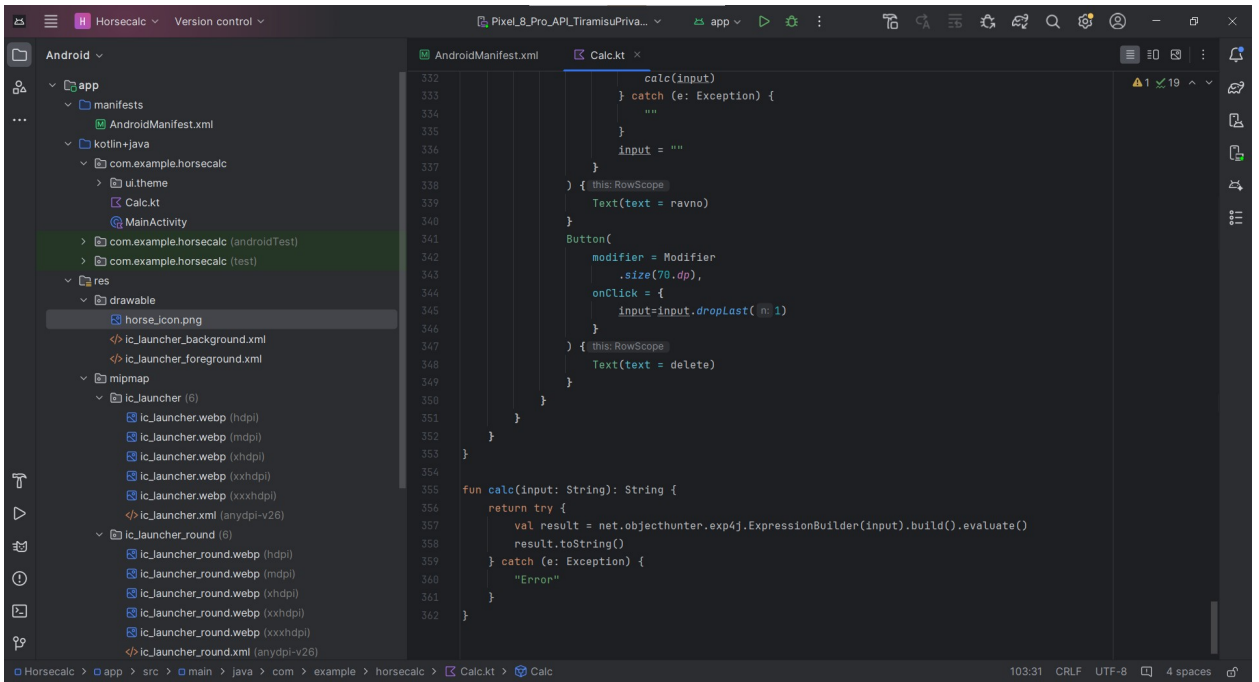 Horsecalc Version control Pixel_8_Pro_API_TiramisuPriva... app
H
Android
app
manifests
AndroidManifest.xml
kotlin+java
com.example.horsecalc
ui.theme
Calc.kt
MainActivity
com.example.horsecalc (androidTest)
com.example.horsecalc (test)
res
drawable
horse_icon.png
ic_launcher_background.xml
ic_launcher_foreground.xml
mipmap
ic_launcher (6)
ic_launcher.webp (hdpi)
ic_launcher.webp (mdpi)
ic_launcher.webp (xhdpi)
ic_launcher.webp (xxhdpi)
ic_launcher.webp (xxxhdpi)
ic_launcher.xml (anydpi-v26)
ic_launcher_round (6)
ic_launcher_round.webp (hdpi)
ic_launcher_round.webp (mdpi)
ic_launcher_round.webp (xhdpi)
ic_launcher_round.webp (xxhdpi)
ic_launcher_round.webp (xxxhdpi)
ic_launcher_round.xml (anydpi-v26)
AndroidManifest.xml Calc.kt
1 19
332 calc(input)
333 } catch (e: Exception) {
334 ""
335 }
336 input = ""
337 }
338 ) { this: RowScope
339 Text(text = ravno)
340 }
341 Button(
342 modifier = Modifier
343 .size(70.dp),
344 onClick = {
345 input=input.dropLast( n: 1)
346 }
347 ) { this: RowScope
348 Text(text = delete)
349 }
350 }
351 }
352 }
353 }
354
355 fun calc(input: String): String {
356 return try {
357 val result = net.objecthunter.exp4j.ExpressionBuilder(input).build().evaluate()
358 result.toString()
359 } catch (e: Exception) {
360 "Error"
361 }
362 }
Horsecalc > app > src > main > java > com > example > horsecalc > Calc.kt > Calc 103:31 CRLF UTF-8 4 spaces